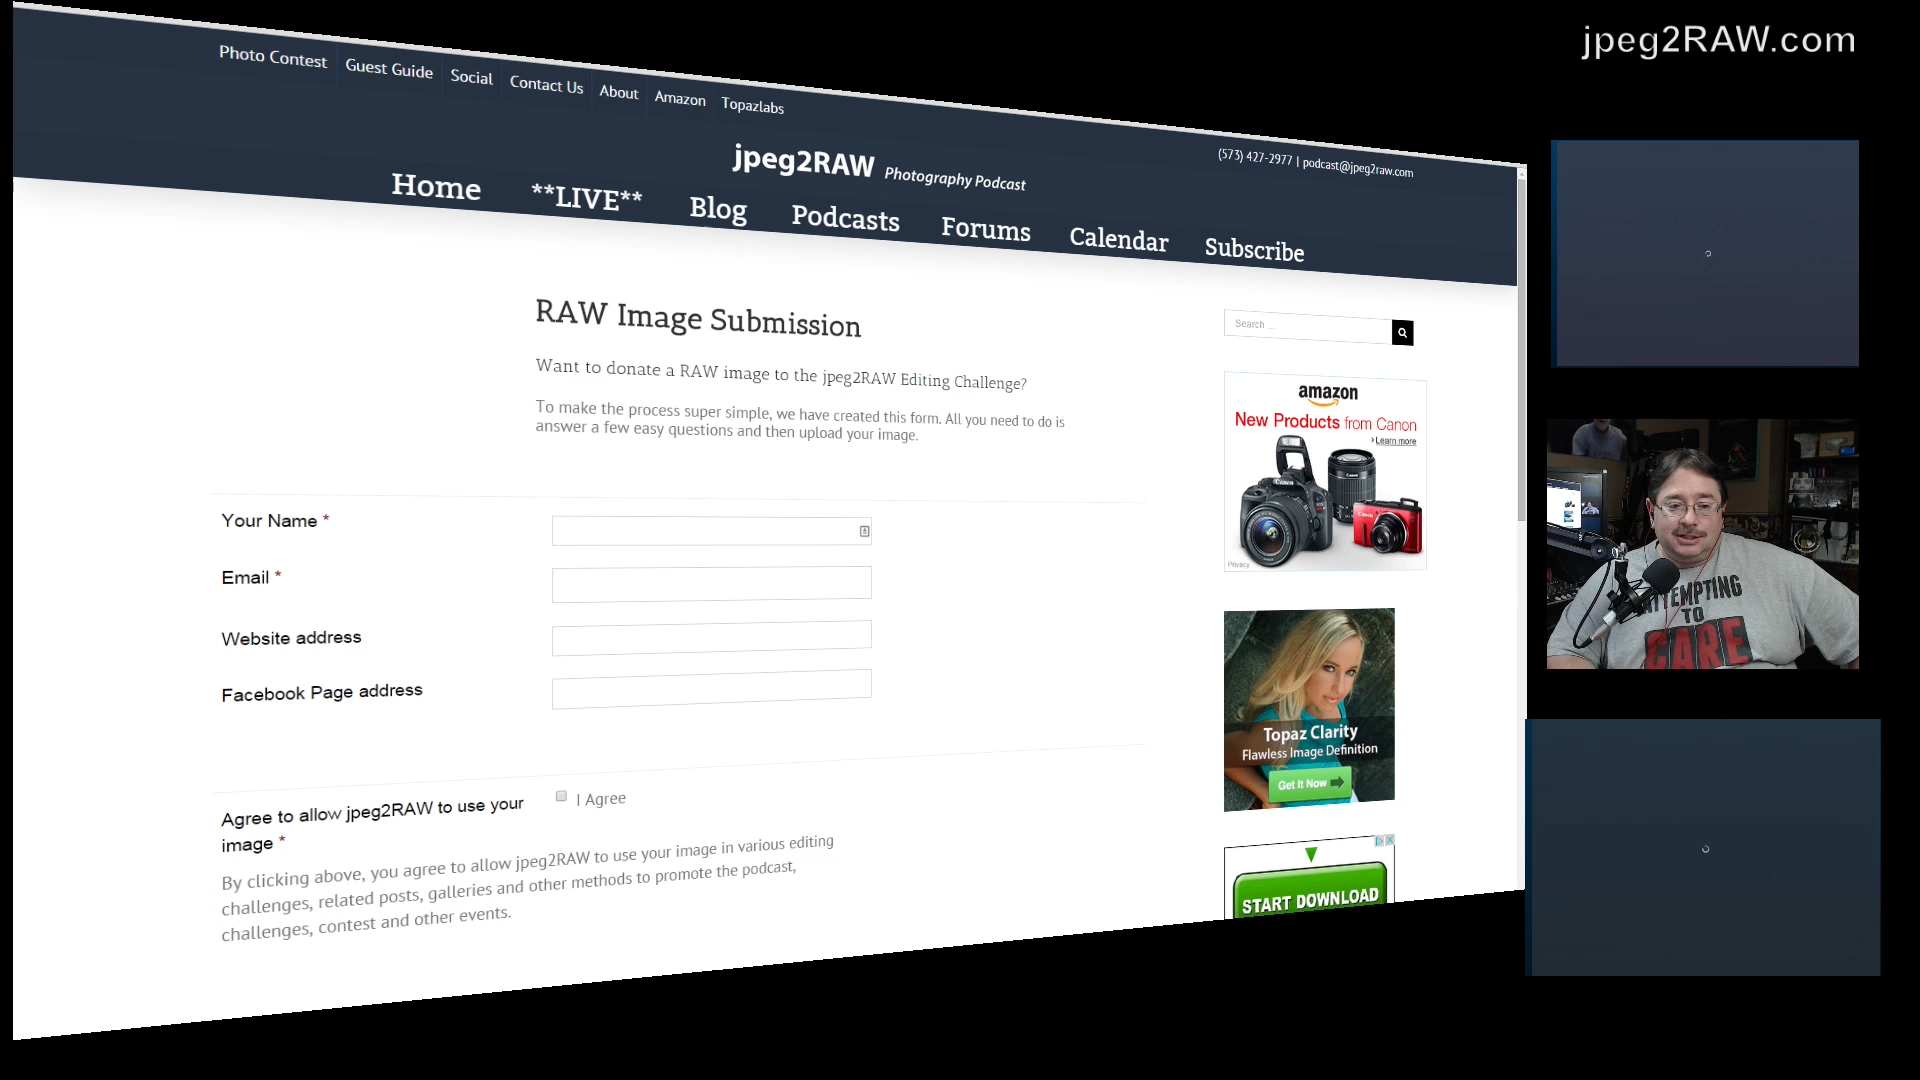 jpeg2RAW.com
Photo Contest
Guest Guide
Social
Contact Us
About
Amazon
Topazlabs
(573) 427-2977 | podcast@jpeg2raw.com
jpeg2RAW Photography Podcast
Home
**LIVE**
Blog
Podcasts
Forums
Calendar
Subscribe
RAW Image Submission
Want to donate a RAW image to the jpeg2RAW Editing Challenge?
To make the process super simple, we have created this form. All you need to do is
answer a few easy questions and then upload your image.
Your Name *
Email *
Website address
Facebook Page address
Agree to allow jpeg2RAW to use your
image *
I Agree
By clicking above, you agree to allow jpeg2RAW to use your image in various editing
challenges, related posts, galleries and other methods to promote the podcast,
challenges, contest and other events.
Search ...
amazon
New Products from Canon
› Learn more
Canon
Canon
Privacy
Topaz Clarity
Flawless Image Definition
Get It Now
START DOWNLOAD
ATTEMPTING
TO
CARE